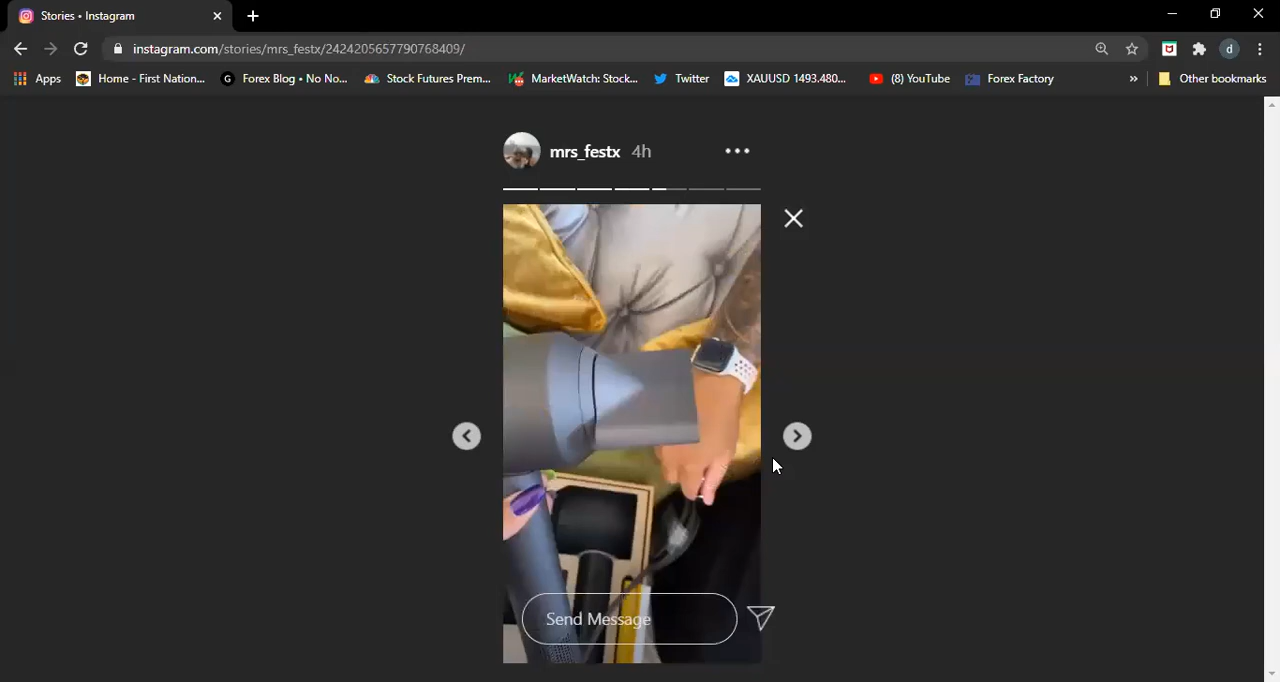 Stories • Instagram
instagram.com/stories/mrs_festx/2424205657790768409/
d
Apps Home - First Nation... Forex Blog • No No... Stock Futures Prem... MarketWatch: Stock... Twitter XAUUSD 1493.480... (8) YouTube Forex Factory » Other bookmarks
mrs_festx 4h
Send Message